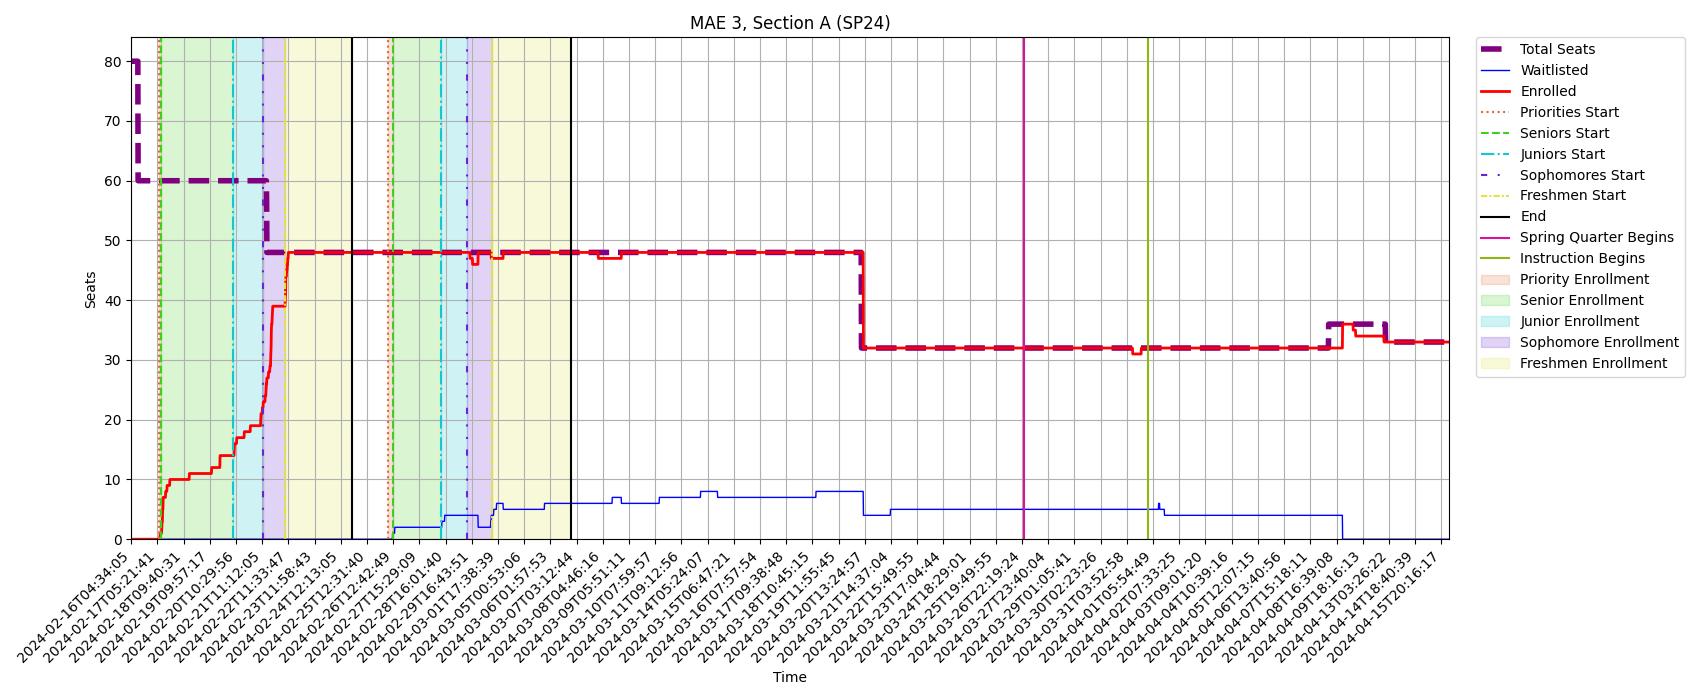 MAE 3, Section A (SP24)
Seats
80
70
60
50
40
30
20
10
0
2024-02-16T04:34:05
2024-02-17T05:21:41
2024-02-18T09:40:31
2024-02-19T09:57:17
2024-02-20T10:29:56
2024-02-21T11:12:05
2024-02-22T11:33:47
2024-02-23T11:58:43
2024-02-24T12:13:05
2024-02-25T12:31:40
2024-02-26T12:42:49
2024-02-27T15:29:09
2024-02-28T16:01:40
2024-02-29T16:43:51
2024-03-01T17:38:39
2024-03-05T00:53:06
2024-03-06T01:57:53
2024-03-07T03:12:44
2024-03-08T04:46:16
2024-03-09T05:51:11
2024-03-10T07:59:57
2024-03-11T09:12:56
2024-03-14T05:24:07
2024-03-15T06:47:21
2024-03-16T07:57:54
2024-03-17T09:38:48
2024-03-18T10:45:15
2024-03-19T11:55:45
2024-03-20T13:24:57
2024-03-21T14:37:04
2024-03-22T15:49:55
2024-03-23T17:04:44
2024-03-24T18:29:01
2024-03-25T19:49:55
2024-03-26T22:19:24
2024-03-27T23:40:04
2024-03-29T01:05:41
2024-03-30T02:23:26
2024-03-31T03:52:58
2024-04-01T05:54:49
2024-04-02T07:33:25
2024-04-03T09:01:20
2024-04-04T10:39:16
2024-04-05T12:07:15
2024-04-06T13:40:56
2024-04-07T15:18:11
2024-04-08T16:39:08
2024-04-09T18:16:13
2024-04-13T03:26:22
2024-04-14T18:40:39
2024-04-15T20:16:17
Time
Total Seats
Waitlisted
Enrolled
Priorities Start
Seniors Start
Juniors Start
Sophomores Start
Freshmen Start
End
Spring Quarter Begins
Instruction Begins
Priority Enrollment
Senior Enrollment
Junior Enrollment
Sophomore Enrollment
Freshmen Enrollment